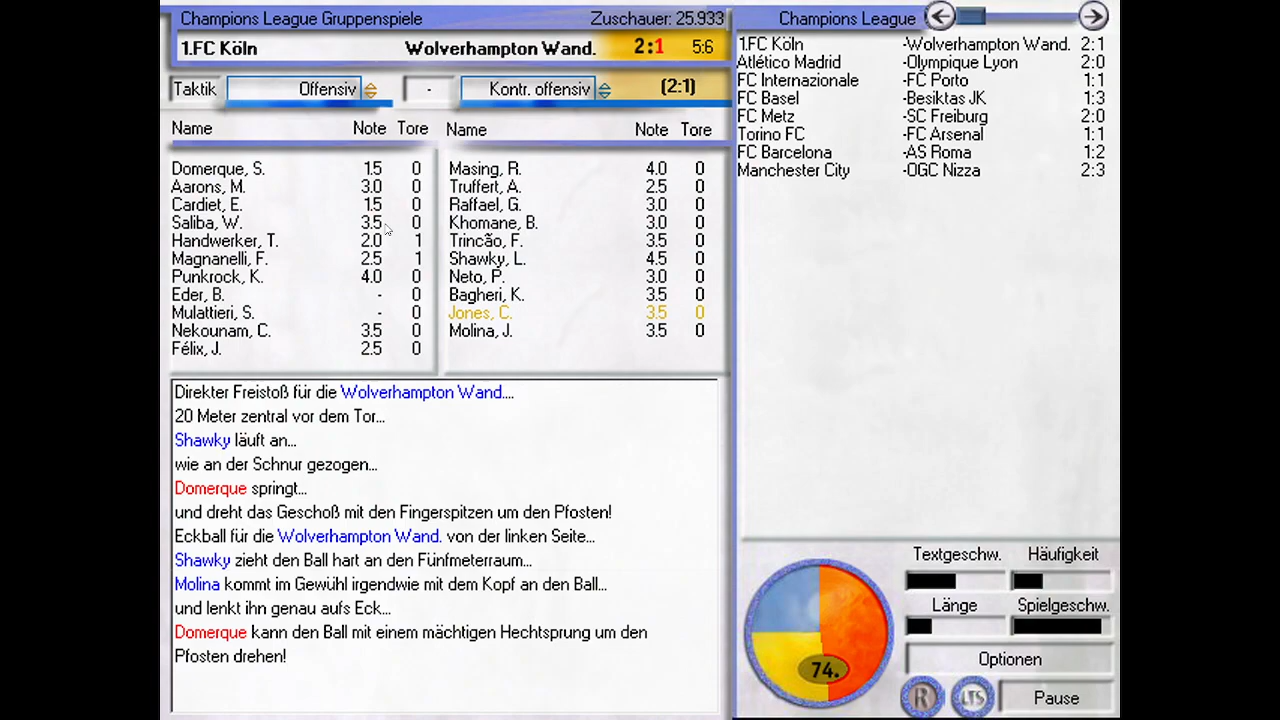 Champions League Gruppenspiele Zuschauer: 25.933
1.FC Köln Wolverhampton Wand. 2:1 5:6
Taktik Offensiv - Kontr. offensiv (2:1)
Name Note Tore
Domerque, S. 1.5 0
Aarons, M. 3.0 0
Cardiet, E. 1.5 0
Saliba, W. 3.5 0
Handwerker, T. 2.0 1
Magnanelli, F. 2.5 1
Punkrock, K. 4.0 0
Eder, B. - 0
Mulattieri, S. - 0
Nekounam, C. 3.5 0
Félix, J. 2.5 0
Name Note Tore
Masing, R. 4.0 0
Truffert, A. 2.5 0
Raffael, G. 3.0 0
Khomane, B. 3.0 0
Trincão, F. 3.5 0
Shawky, L. 4.5 0
Neto, P. 3.0 0
Bagheri, K. 3.5 0
Jones, C. 3.5 0
Molina, J. 3.5 0
Direkter Freistoß für die Wolverhampton Wand....
20 Meter zentral vor dem Tor...
Shawky läuft an...
wie an der Schnur gezogen...
Domerque springt...
und dreht das Geschoß mit den Fingerspitzen um den Pfosten!
Eckball für die Wolverhampton Wand. von der linken Seite...
Shawky zieht den Ball hart an den Fünfmeterraum...
Molina kommt im Gewühl irgendwie mit dem Kopf an den Ball...
und lenkt ihn genau aufs Eck...
Domerque kann den Ball mit einem mächtigen Hechtsprung um den
Pfosten drehen!
Champions League
1.FC Köln -Wolverhampton Wand. 2:1
Atlético Madrid -Olympique Lyon 2:0
FC Internazionale -FC Porto 1:1
FC Basel -Besiktas JK 1:3
FC Metz -SC Freiburg 2:0
Torino FC -FC Arsenal 1:1
FC Barcelona -AS Roma 1:2
Manchester City -OGC Nizza 2:3
74.
Textgeschw. Häufigkeit
Länge Spielgeschw.
Optionen
R LTS Pause